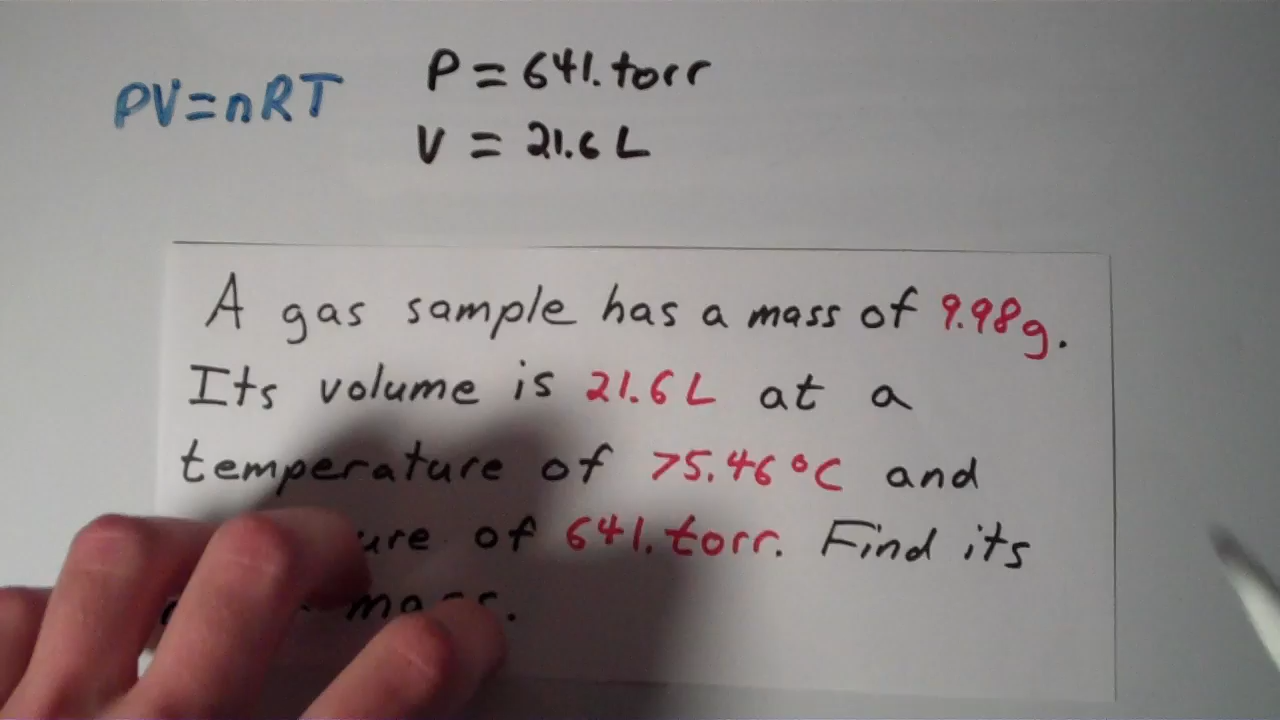 PV=nRT
P = 641. torr
V = 21.6 L
A gas sample has a mass of 9.98g.
Its volume is 21.6 L at a
temperature of 75.46°C and
of 641. torr. Find its